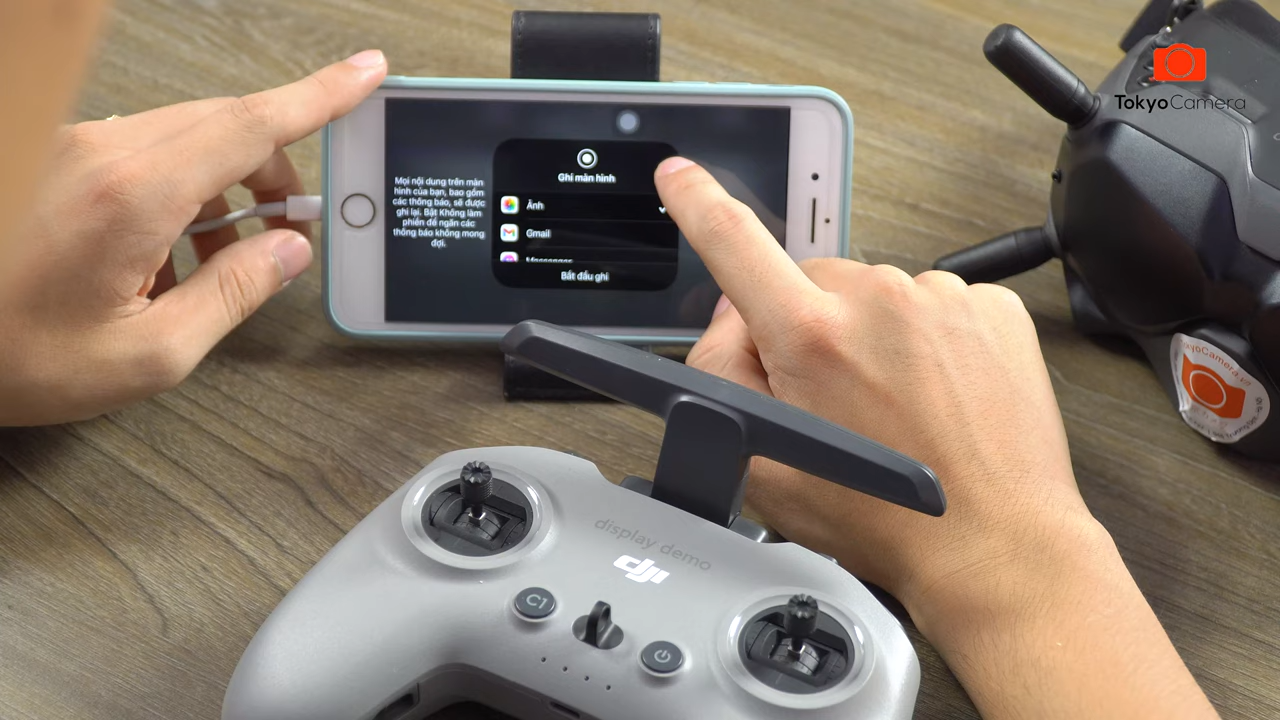 TokyoCamera
Ghi màn hình
Mọi nội dung trên màn
hình của bạn, bao gồm
các thông báo, sẽ được
ghi lại. Bật Không làm
phiền để ngăn các
thông báo không mong
đợi.
Ảnh
Gmail
Messenger
Bắt đầu ghi
TokyoCamera
display demo
dji
C1